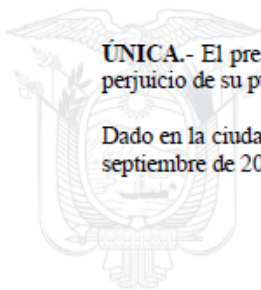 ÚNICA.- El pre
perjuicio de su p
Dado en la ciuda
septiembre de 20